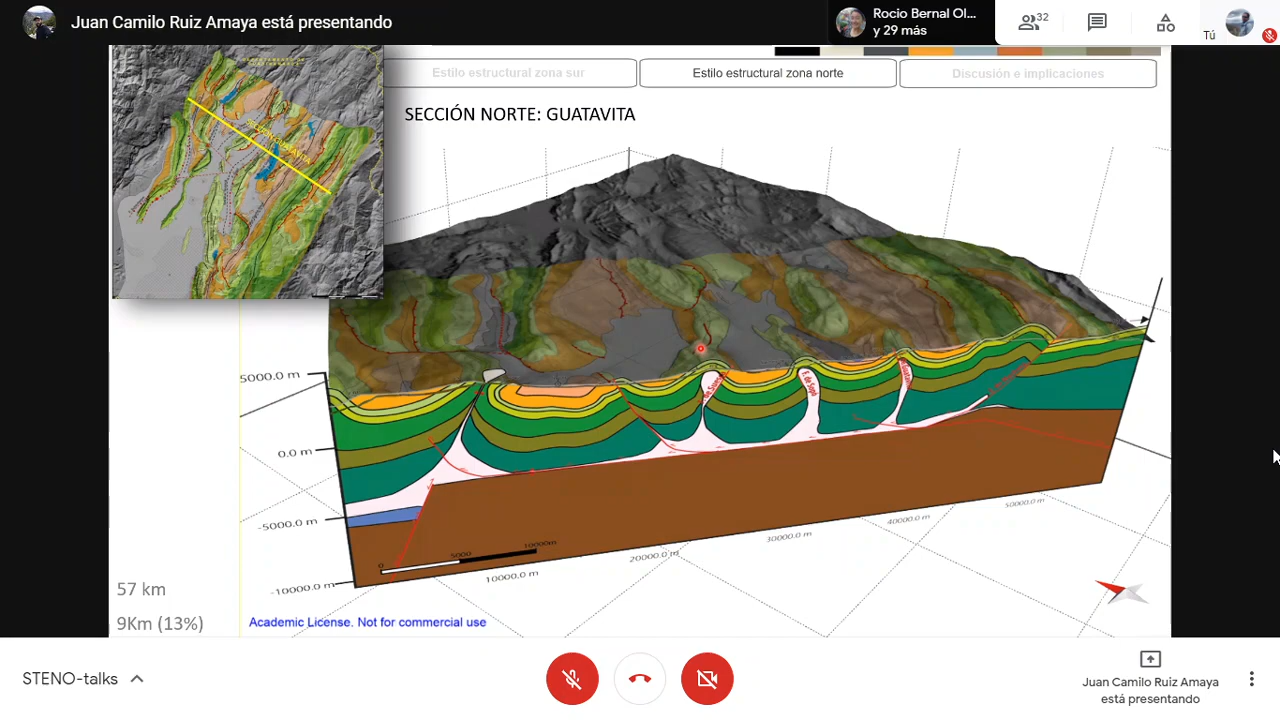 Juan Camilo Ruiz Amaya está presentando
Rocio Bernal Ol...
y 29 más
32
Tú
Estilo estructural zona sur
Estilo estructural zona norte
Discusión e implicaciones
SECCIÓN NORTE: GUATAVITA
SECCIÓN GUATAVITA
5000.0 m
0.0 m
-5000.0 m
-10000.0 m
0
5000
10000m
10000.0 m
20000.0 m
30000.0 m
40000.0 m
50000.0 m
57 km
9Km (13%)
Academic License. Not for commercial use
STENO-talks
Juan Camilo Ruiz Amaya
está presentando